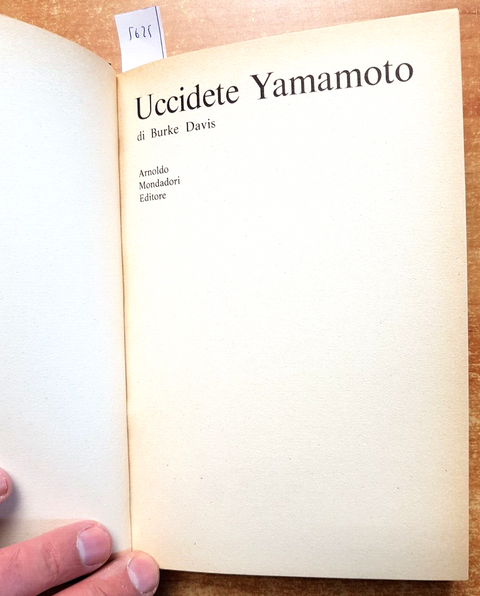 5625
Uccidete Yamamoto
di Burke Davis
Arnoldo
Mondadori
Editore